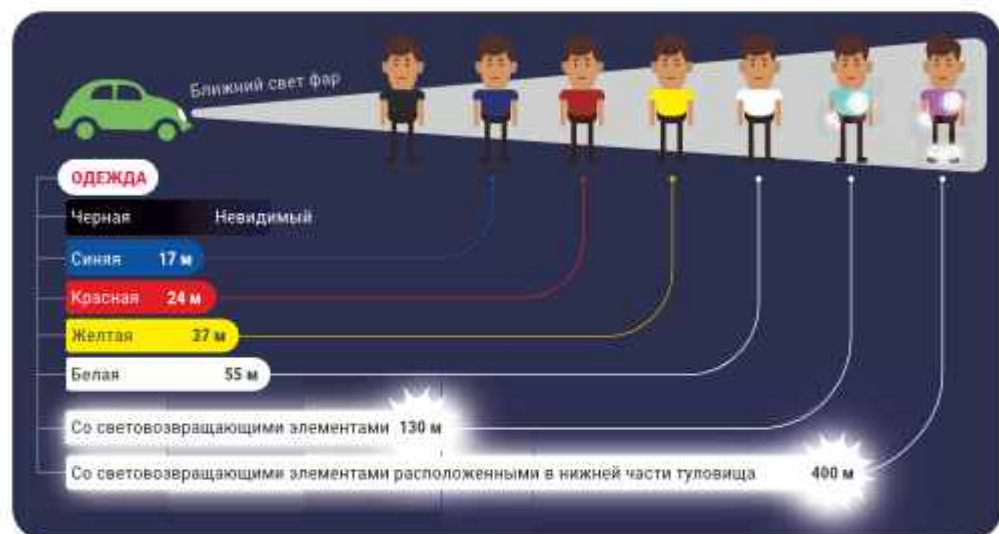 Ближний свет фар
ОДЕЖДА
Черная Невидимый
Синяя 17 м
Красная 24 м
Желтая 37 м
Белая 55 м
Со световозвращающими элементами 130 м
Со световозвращающими элементами расположенными в нижней части туловища 400 м